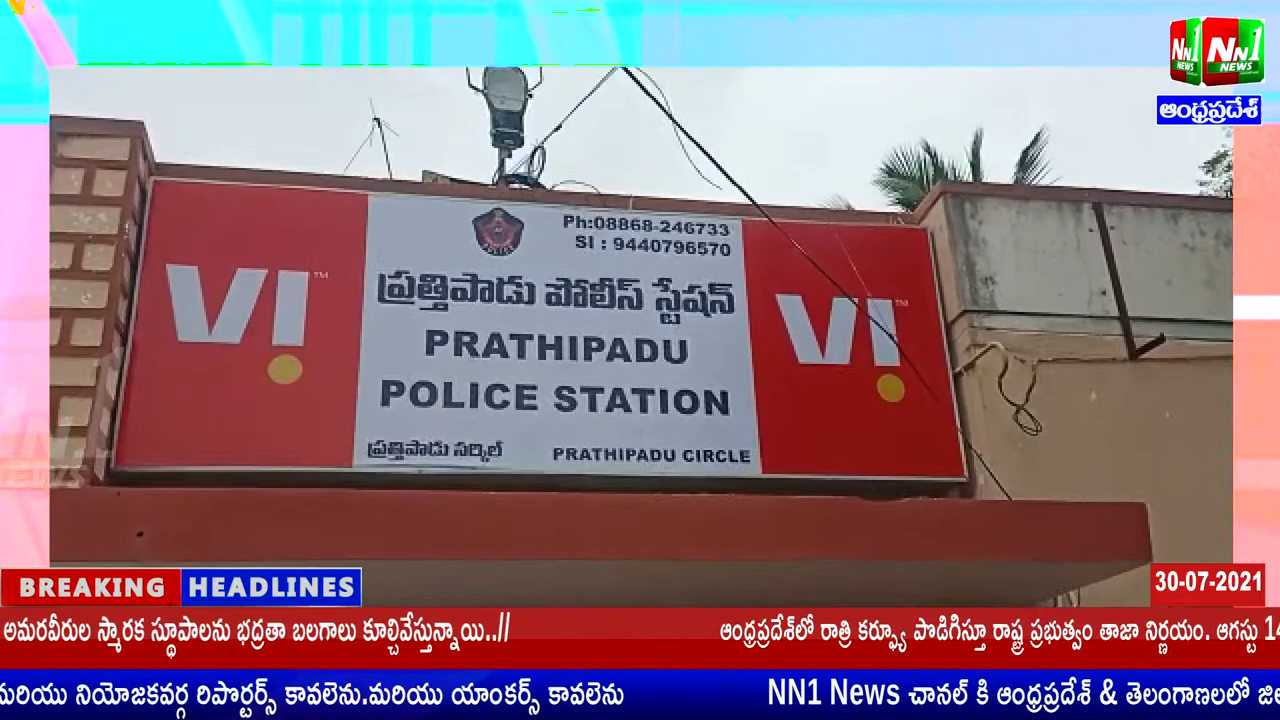 NN1 NEWS
NN1 NEWS
ఆంధ్రప్రదేశ్
Ph:08868-246733
SI : 9440796570
VI™
ప్రత్తిపాడు పోలీస్ స్టేషన్
VI™
PRATHIPADU
POLICE STATION
ప్రత్తిపాడు సర్కిల్ PRATHIPADU CIRCLE
BREAKING HEADLINES
30-07-2021
అమరవీరుల స్మారక స్థూపాలను భద్రతా బలగాలు కూల్చివేస్తున్నాయి..// ఆంధ్రప్రదేశ్‌లో రాత్రి కర్ఫ్యూ పొడిగిస్తూ రాష్ట్ర ప్రభుత్వం తాజా నిర్ణయం. ఆగస్టు 14
మరియు నియోజకవర్గ రిపొర్టర్స్ కావలెను.మరియు యాంకర్స్ కావలెను NN1 News చానల్ కి ఆంధ్రప్రదేశ్ & తెలంగాణలలో